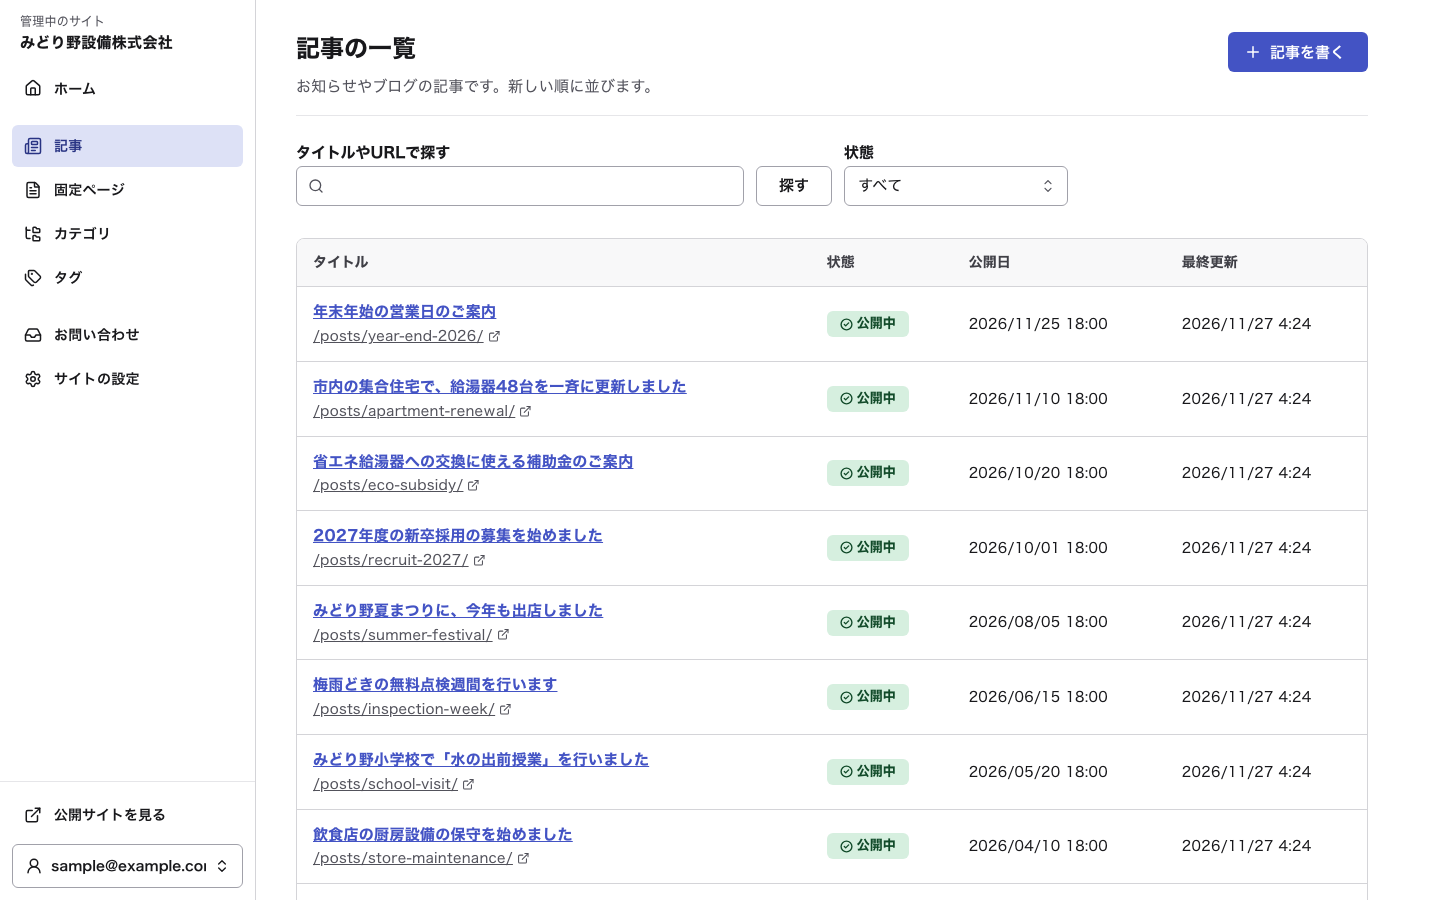 管理中のサイト
みどり野設備株式会社
ホーム
記事
固定ページ
カテゴリ
タグ
お問い合わせ
サイトの設定
公開サイトを見る
sample@example.co
記事の一覧
お知らせやブログの記事です。新しい順に並びます。
記事を書く
タイトルやURLで探す
探す
状態
すべて
タイトル 状態 公開日 最終更新
年末年始の営業日のご案内
/posts/year-end-2026/
公開中 2026/11/25 18:00 2026/11/27 4:24
市内の集合住宅で、給湯器48台を一斉に更新しました
/posts/apartment-renewal/
公開中 2026/11/10 18:00 2026/11/27 4:24
省エネ給湯器への交換に使える補助金のご案内
/posts/eco-subsidy/
公開中 2026/10/20 18:00 2026/11/27 4:24
2027年度の新卒採用の募集を始めました
/posts/recruit-2027/
公開中 2026/10/01 18:00 2026/11/27 4:24
みどり野夏まつりに、今年も出店しました
/posts/summer-festival/
公開中 2026/08/05 18:00 2026/11/27 4:24
梅雨どきの無料点検週間を行います
/posts/inspection-week/
公開中 2026/06/15 18:00 2026/11/27 4:24
みどり野小学校で「水の出前授業」を行いました
/posts/school-visit/
公開中 2026/05/20 18:00 2026/11/27 4:24
飲食店の厨房設備の保守を始めました
/posts/store-maintenance/
公開中 2026/04/10 18:00 2026/11/27 4:24